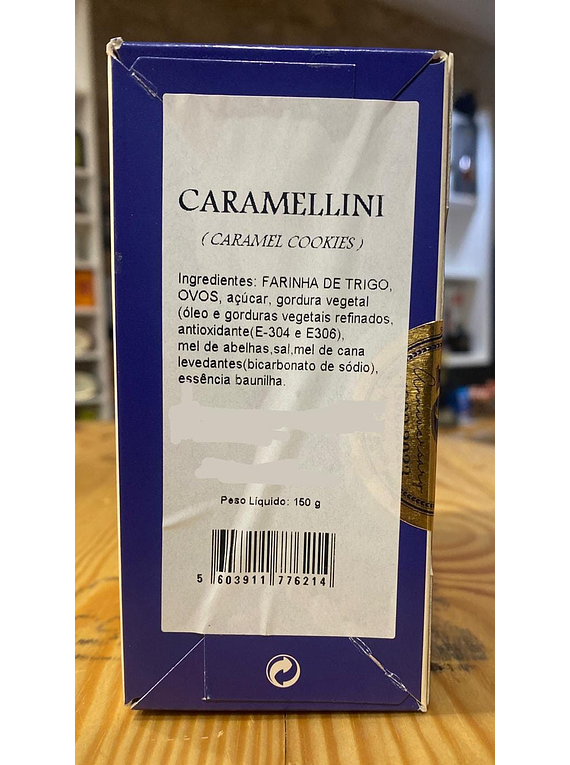 CARAMELLINI
( CARAMEL COOKIES )
Ingredientes: FARINHA DE TRIGO,
OVOS, açúcar, gordura vegetal
(óleo e gorduras vegetais refinados,
antioxidante(E-304 e E306),
mel de abelhas,sal,mel de cana
levedantes(bicarbonato de sódio),
essência baunilha.
Peso Líquido: 150 g
5 603911 776214